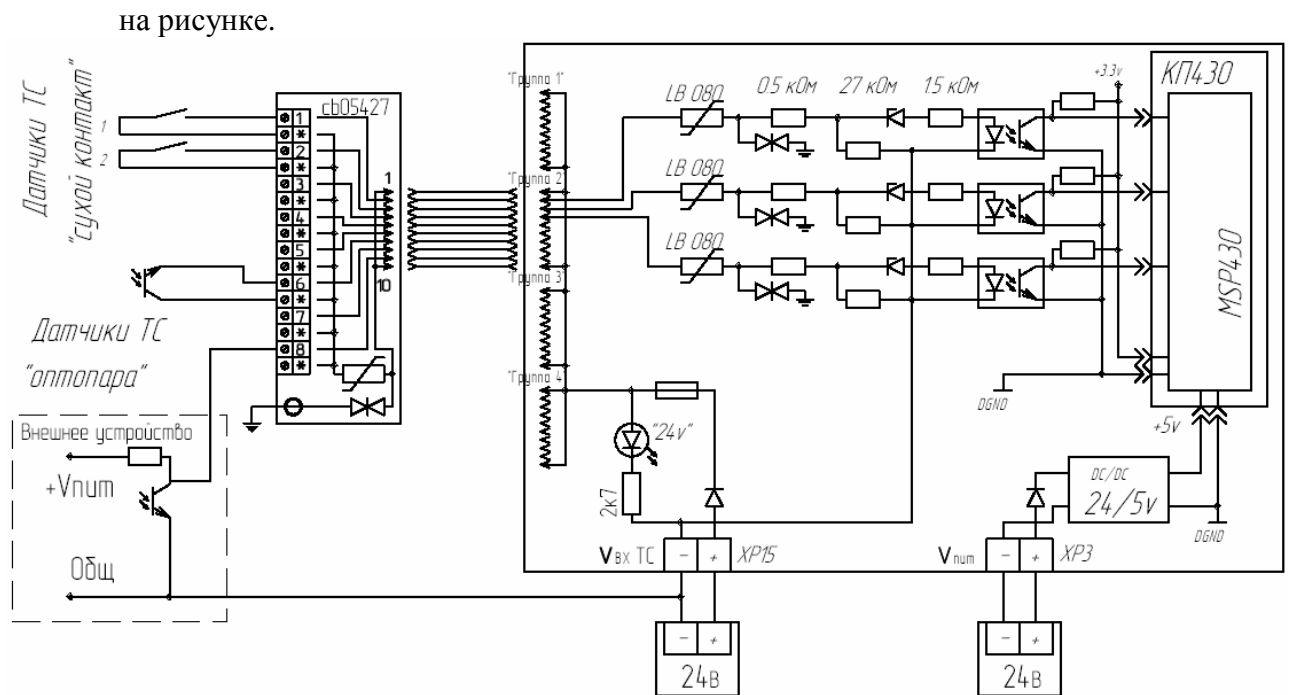 на рисунке.
Датчики ТС
"сухой контакт"
1
2
cb05427
1
*
2
*
3
*
4
*
5
*
6
*
7
*
8
*
1
10
Датчики ТС
"оптопара"
Внешнее устройство
+Vпит
Общ
"Группа 1"
"Группа 2"
"Группа 3"
"Группа 4"
LB 080
0.5 кОм
27 кОм
1.5 кОм
LB 080
LB 080
+3.3v
КП430
MSP430
DGND
+5v
"24v"
2к7
DC/DC
24/5v
DGND
VВХ ТС
- +
XP15
Vпит
- +
XP3
- +
24В
- +
24В